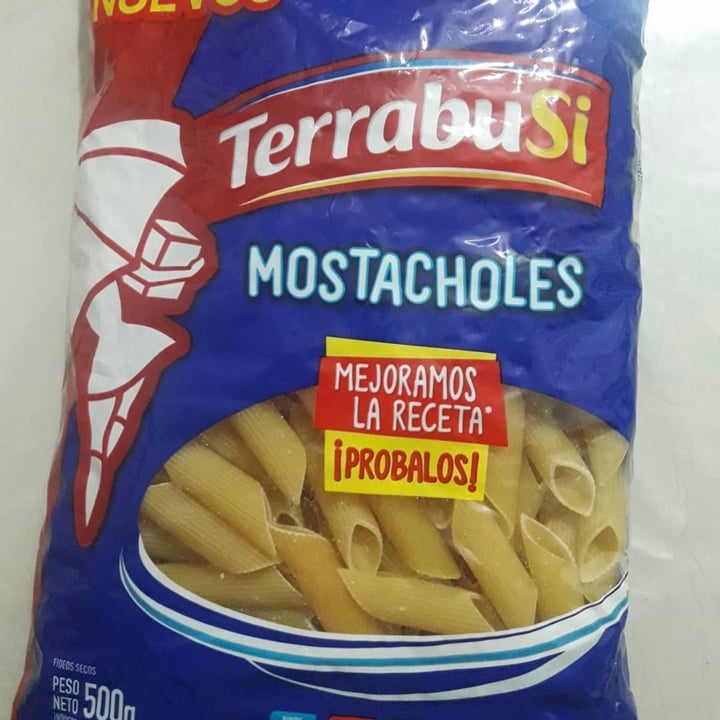 NUEVOS
TerrabuSi
MOSTACHOLES
MEJORAMOS
LA RECETA*
¡PROBALOS!
FIDEOS SECOS
PESO
NETO 500g